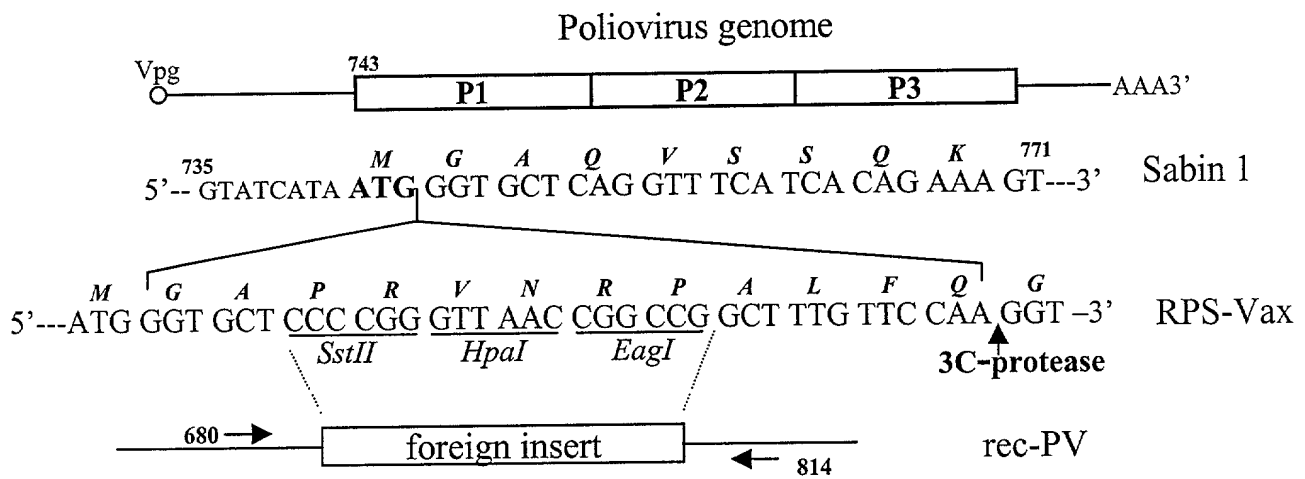 Poliovirus genome
Vpg
743
P1 P2 P3
AAA3'
M G A Q V S S Q K
735 771
5'-- GTATCATA ATG GGT GCT CAG GTT TCA TCA CAG AAA GT---3' Sabin 1
M G A P R V N R P A L F Q G
5'---ATG GGT GCT CCC CGG GTT AAC CGG CCG GCT TTG TTC CAA GGT –3' RPS-Vax
SstII HpaI EagI
3C-protease
680 foreign insert 814 rec-PV